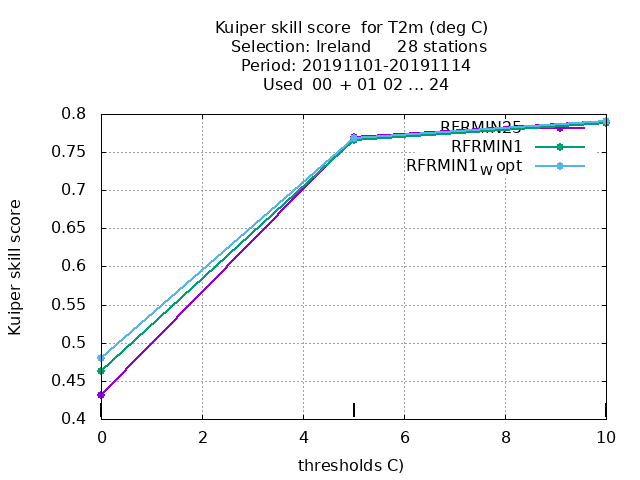 Kuiper skill score for T2m (deg C)
Selection: Ireland 28 stations
Period: 20191101-20191114
Used 00 + 01 02 ... 24
Kuiper skill score
0.8
0.75
0.7
0.65
0.6
0.55
0.5
0.45
0.4
RFRMIN25
RFRMIN1
RFRMIN1W opt
0 2 4 6 8 10
thresholds C)